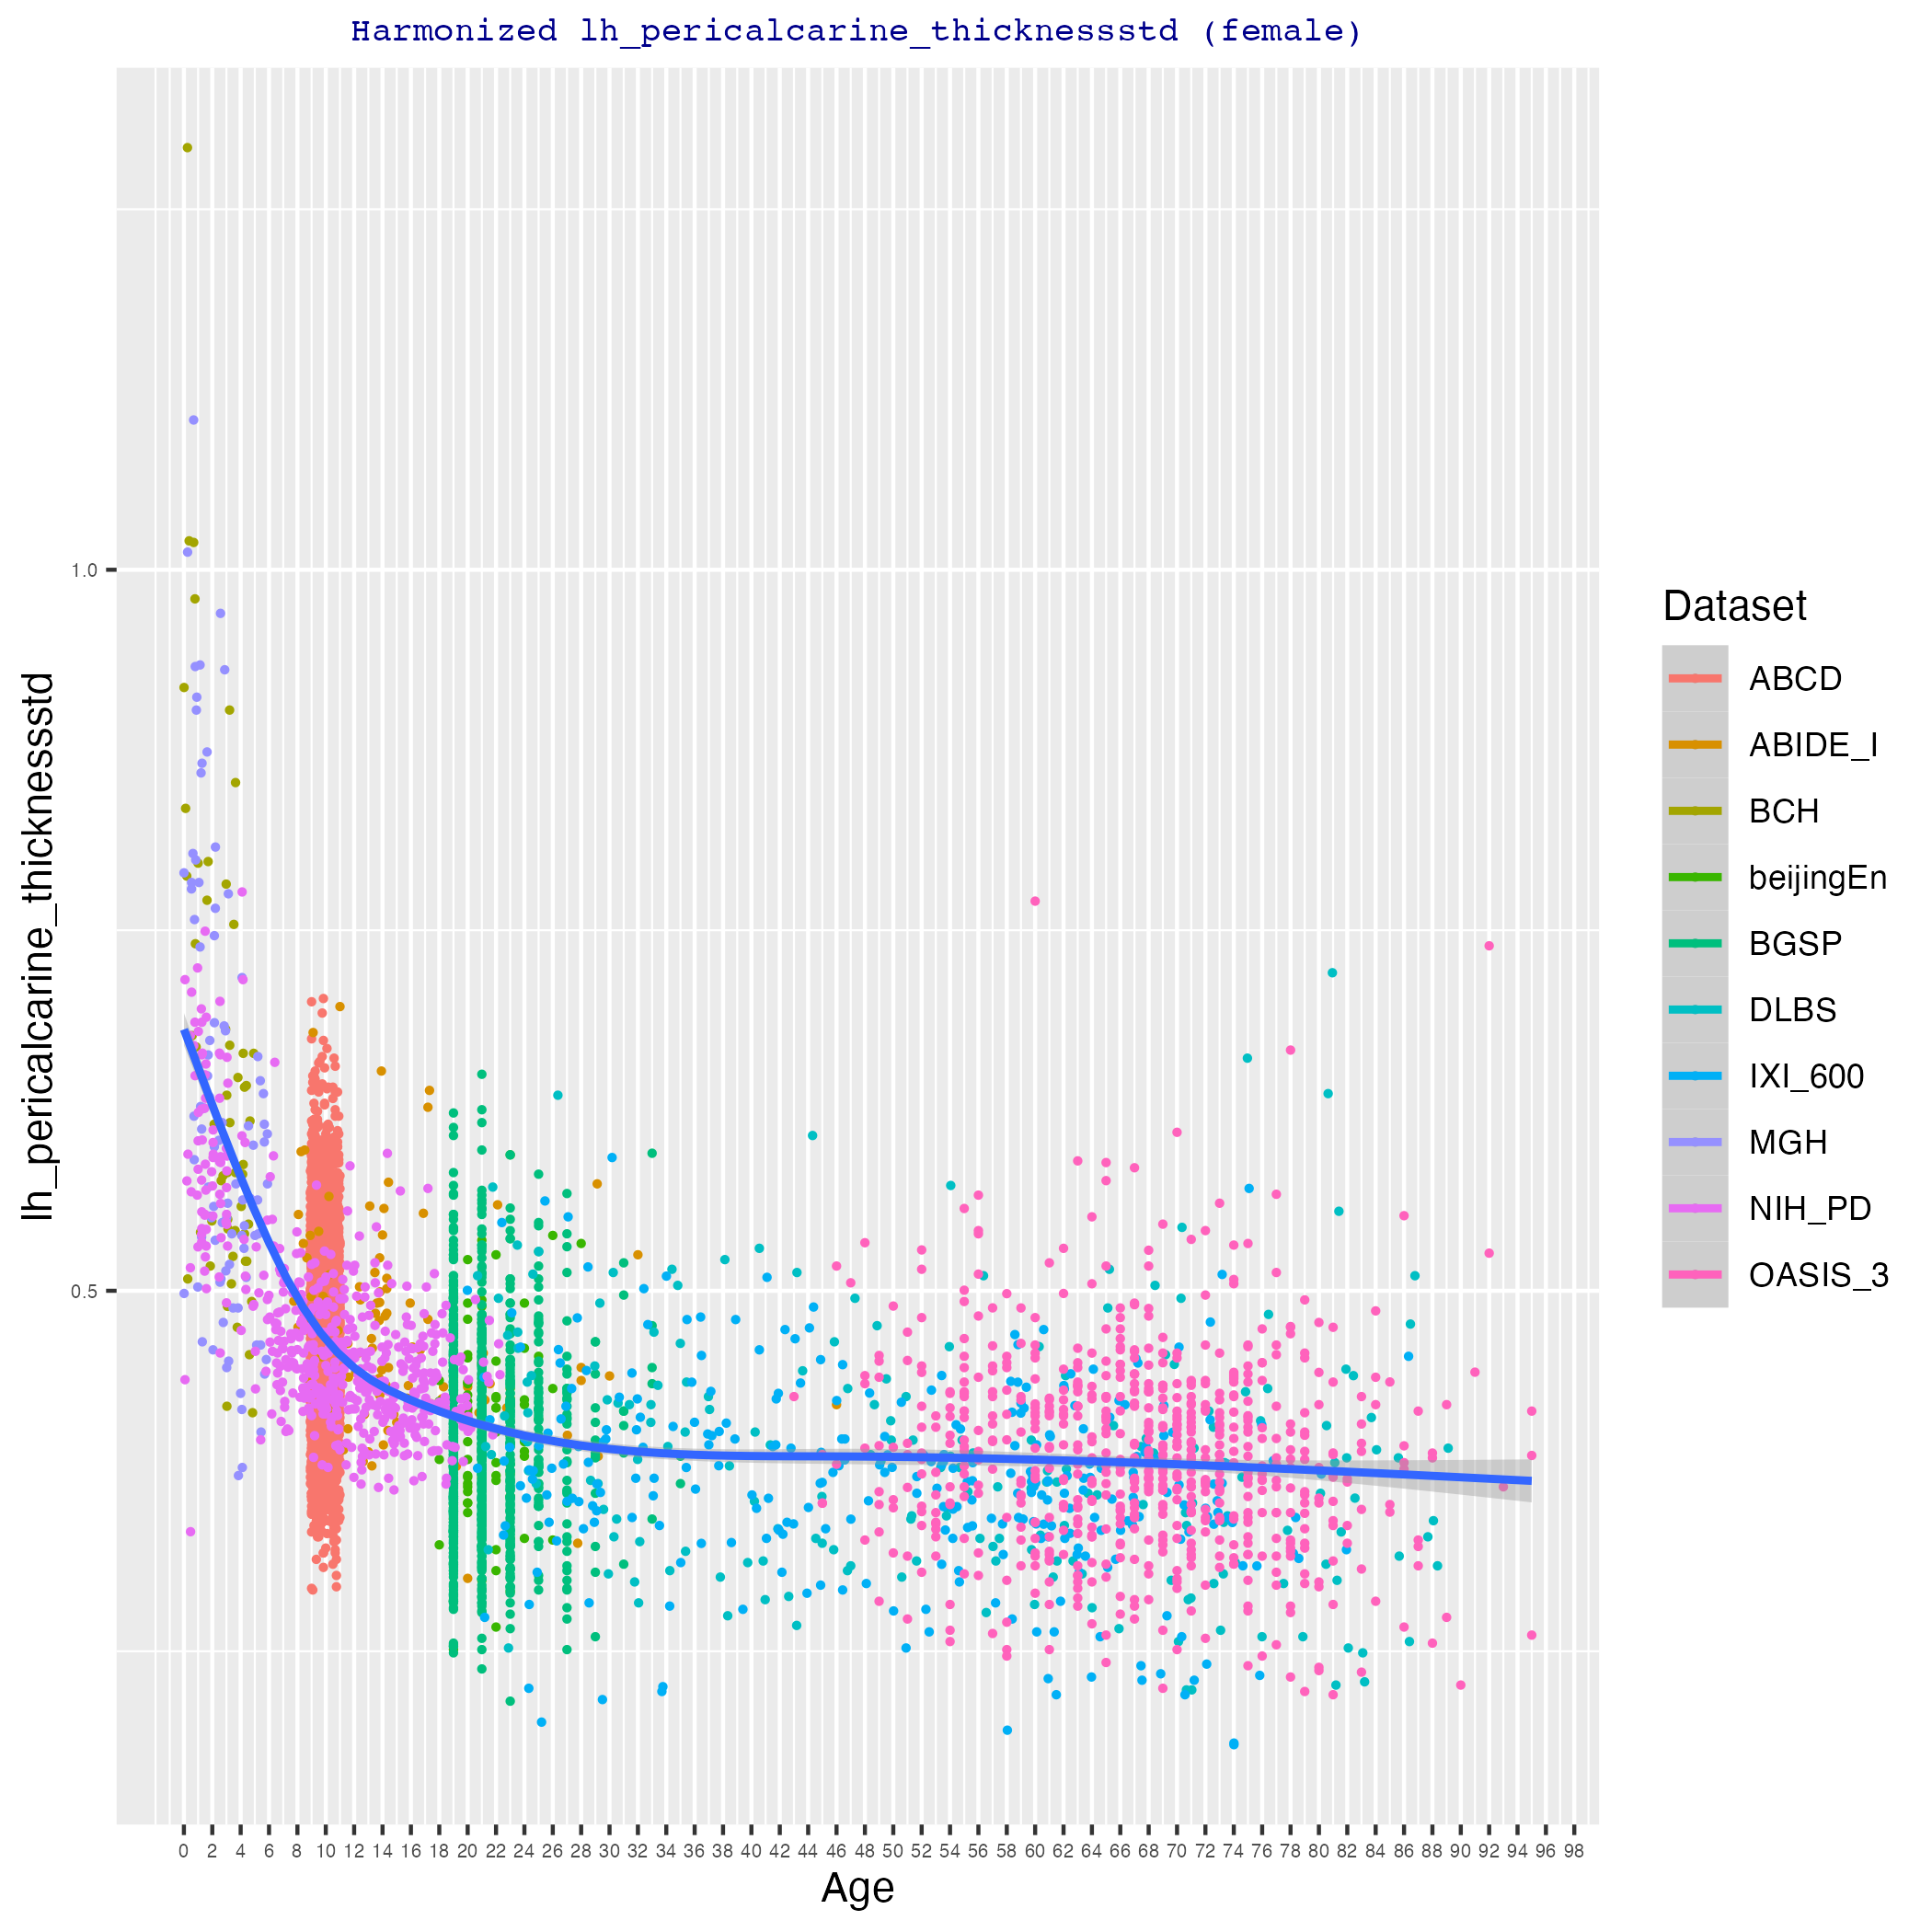 Harmonized lh_pericalcarine_thicknessstd (female)
lh_pericalcarine_thicknessstd
1.0
0.5
0 2 4 6 8 10 12 14 16 18 20 22 24 26 28 30 32 34 36 38 40 42 44 46 48 50 52 54 56 58 60 62 64 66 68 70 72 74 76 78 80 82 84 86 88 90 92 94 96 98
Age
Dataset
ABCD
ABIDE_I
BCH
beijingEn
BGSP
DLBS
IXI_600
MGH
NIH_PD
OASIS_3